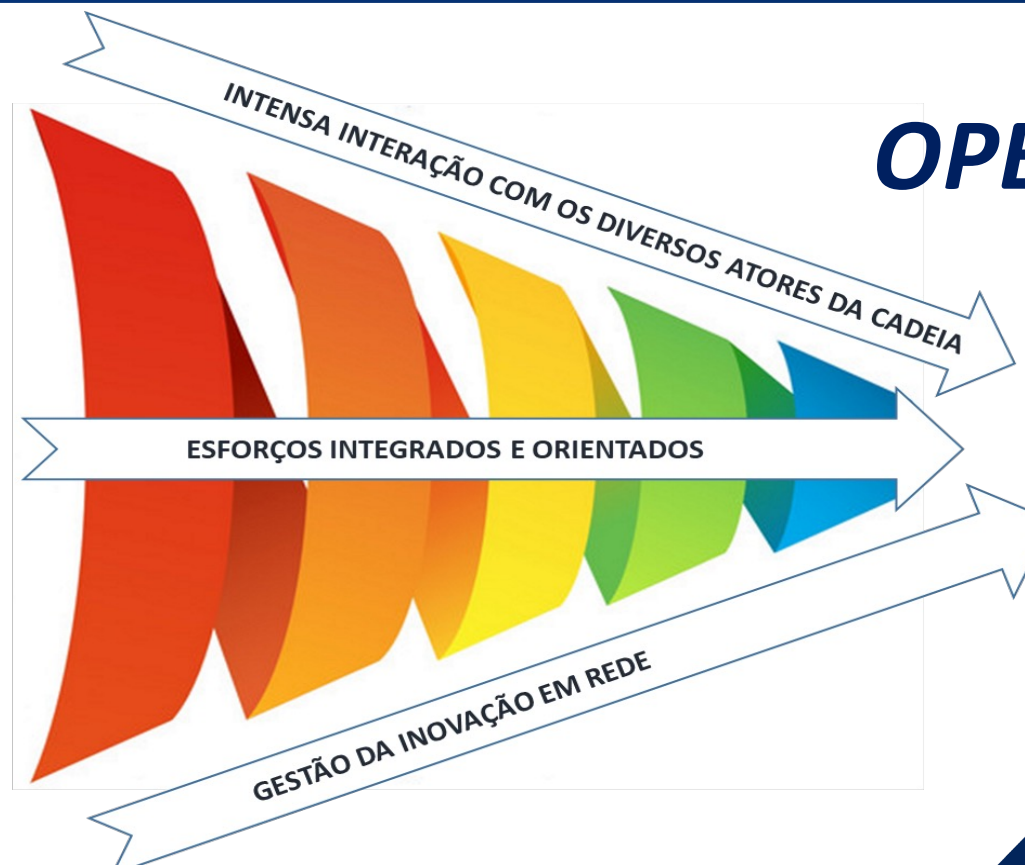 INTENSA INTERAÇÃO COM OS DIVERSOS ATORES DA CADEIA
OPE
ESFORÇOS INTEGRADOS E ORIENTADOS
GESTÃO DA INOVAÇÃO EM REDE